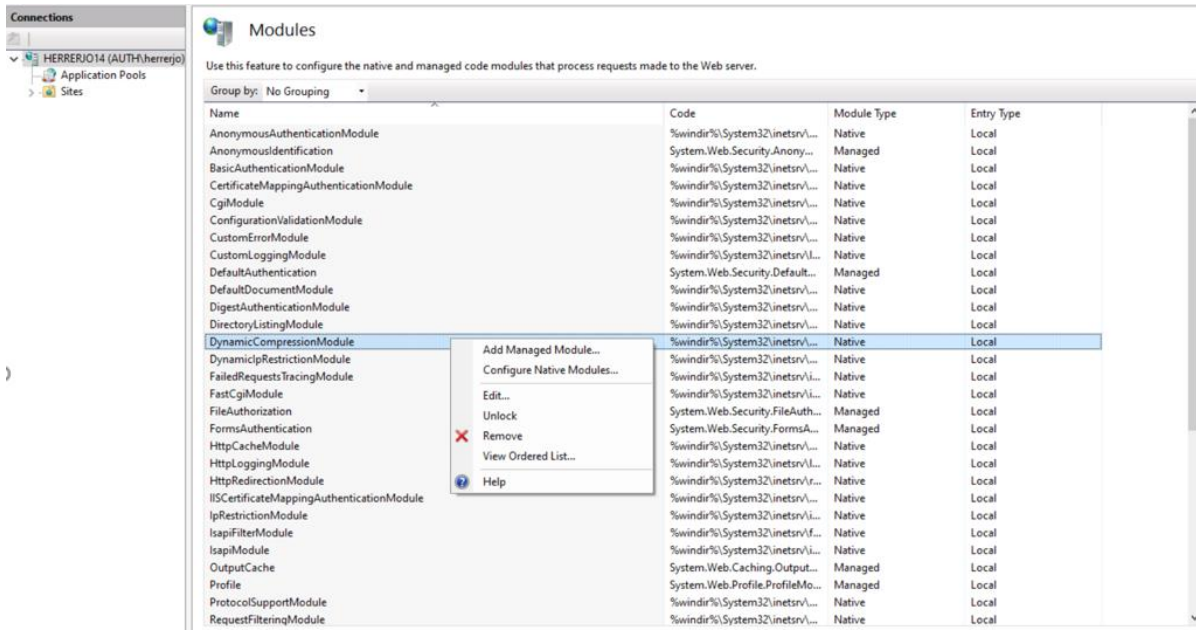 Connections
HERRERJO14 (AUTH\herrerjo)
Application Pools
Sites
Modules
Use this feature to configure the native and managed code modules that process requests made to the Web server.
Group by: No Grouping
Name Code Module Type Entry Type
AnonymousAuthenticationModule %windir%\System32\inetsrv\... Native Local
AnonymousIdentification System.Web.Security.Anony... Managed Local
BasicAuthenticationModule %windir%\System32\inetsrv\... Native Local
CertificateMappingAuthenticationModule %windir%\System32\inetsrv\... Native Local
CgiModule %windir%\System32\inetsrv\... Native Local
ConfigurationValidationModule %windir%\System32\inetsrv\... Native Local
CustomErrorModule %windir%\System32\inetsrv\... Native Local
CustomLoggingModule %windir%\System32\inetsrv\l... Native Local
DefaultAuthentication System.Web.Security.Default... Managed Local
DefaultDocumentModule %windir%\System32\inetsrv\... Native Local
DigestAuthenticationModule %windir%\System32\inetsrv\... Native Local
DirectoryListingModule %windir%\System32\inetsrv\... Native Local
DynamicCompressionModule %windir%\System32\inetsrv\... Native Local
DynamicIpRestrictionModule %windir%\System32\inetsrv\... Native Local
FailedRequestsTracingModule %windir%\System32\inetsrv\i... Native Local
FastCgiModule %windir%\System32\inetsrv\i... Native Local
FileAuthorization System.Web.Security.FileAuth... Managed Local
FormsAuthentication System.Web.Security.FormsA... Managed Local
HttpCacheModule %windir%\System32\inetsrv\... Native Local
HttpLoggingModule %windir%\System32\inetsrv\l... Native Local
HttpRedirectionModule %windir%\System32\inetsrv\r... Native Local
IISCertificateMappingAuthenticationModule %windir%\System32\inetsrv\... Native Local
IpRestrictionModule %windir%\System32\inetsrv\i... Native Local
IsapiFilterModule %windir%\System32\inetsrv\f... Native Local
IsapiModule %windir%\System32\inetsrv\i... Native Local
OutputCache System.Web.Caching.Output... Managed Local
Profile System.Web.Profile.ProfileMo... Managed Local
ProtocolSupportModule %windir%\System32\inetsrv\... Native Local
RequestFilteringModule %windir%\System32\inetsrv\... Native Local
Add Managed Module...
Configure Native Modules...
Edit...
Unlock
Remove
View Ordered List...
Help